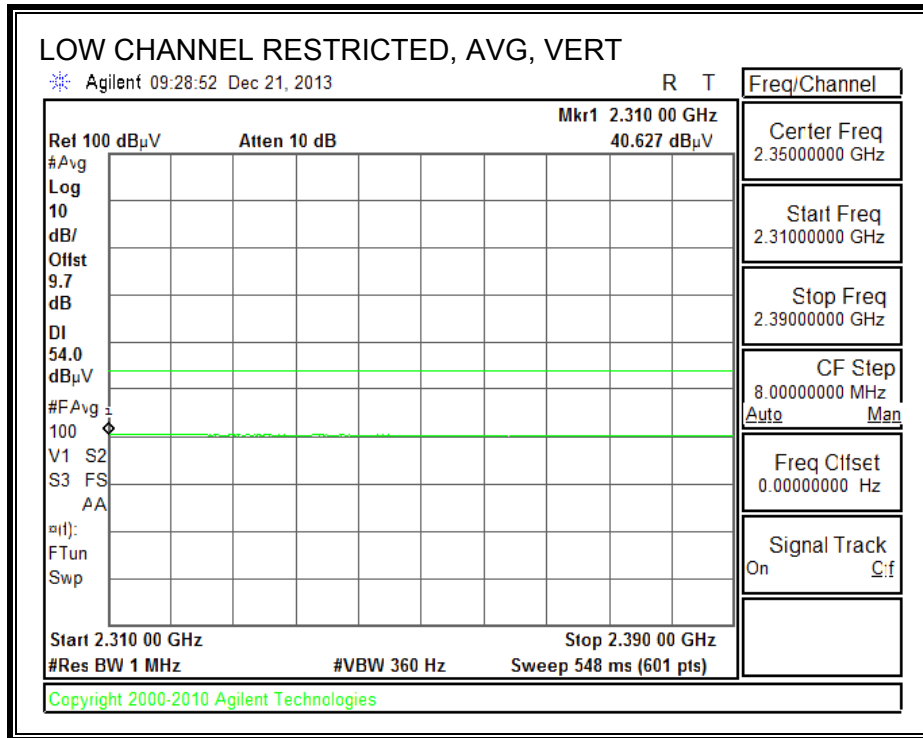 LOW CHANNEL RESTRICTED, AVG, VERT
Agilent 09:28:52 Dec 21, 2013
R T
Freq/Channel
Mkr1 2.310 00 GHz
Ref 100 dBµV
Atten 10 dB
40.627 dBµV
#Avg
Log
10
dB/
Offst
9.7
dB
DI
54.0
dBµV
#FAvg
100
V1 S2
S3 FS
AA
¤(f):
FTun
Swp
1
Start 2.310 00 GHz
Stop 2.390 00 GHz
#Res BW 1 MHz
#VBW 360 Hz
Sweep 548 ms (601 pts)
Copyright 2000-2010 Agilent Technologies
Center Freq
2.35000000 GHz
Start Freq
2.31000000 GHz
Stop Freq
2.39000000 GHz
CF Step
8.00000000 MHz
Auto Man
Freq Offset
0.00000000 Hz
Signal Track
On Off